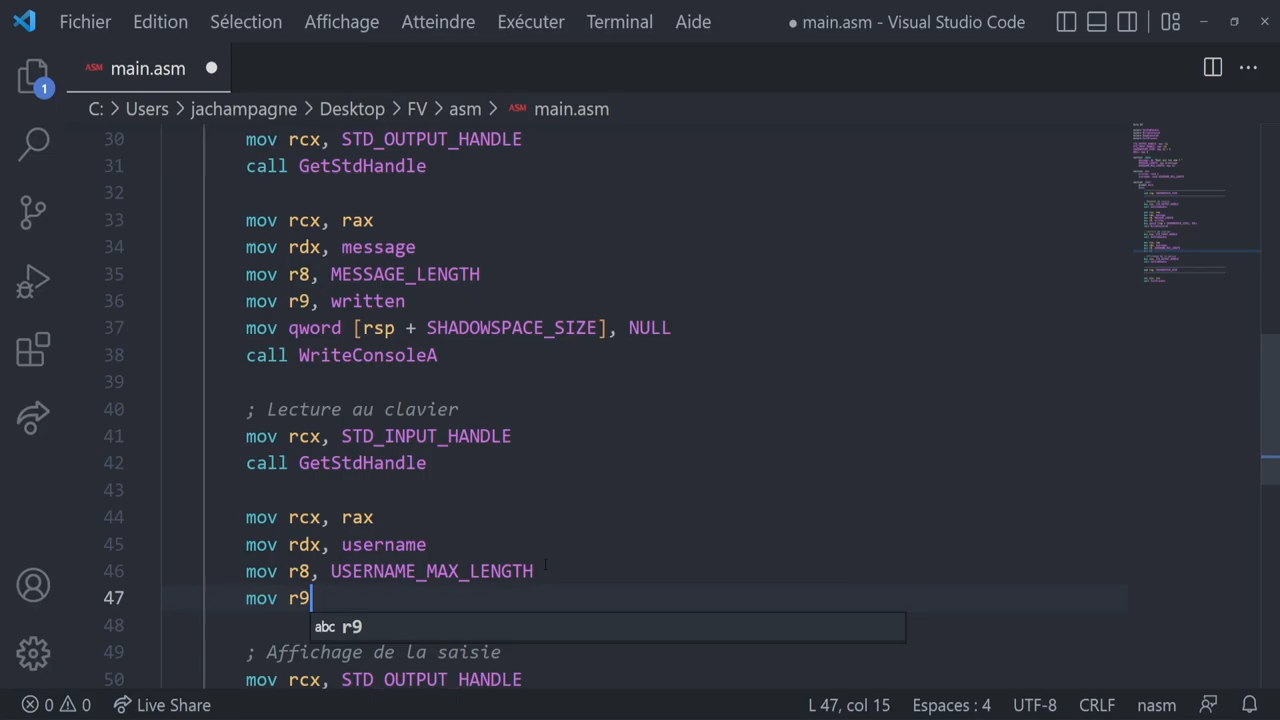 Fichier Edition Sélection Affichage Atteindre Exécuter Terminal Aide ● main.asm - Visual Studio Code
ASM main.asm ●
1
C: > Users > jachampagne > Desktop > FV > asm > ASM main.asm
30 mov rcx, STD_OUTPUT_HANDLE
31 call GetStdHandle
32
33 mov rcx, rax
34 mov rdx, message
35 mov r8, MESSAGE_LENGTH
36 mov r9, written
37 mov qword [rsp + SHADOWSPACE_SIZE], NULL
38 call WriteConsoleA
39
40 ; Lecture au clavier
41 mov rcx, STD_INPUT_HANDLE
42 call GetStdHandle
43
44 mov rcx, rax
45 mov rdx, username
46 mov r8, USERNAME_MAX_LENGTH
47 mov r9
48 abc r9
49 ; Affichage de la saisie
50 mov rcx, STD_OUTPUT_HANDLE
0 0 Live Share L 47, col 15 Espaces : 4 UTF-8 CRLF nasm